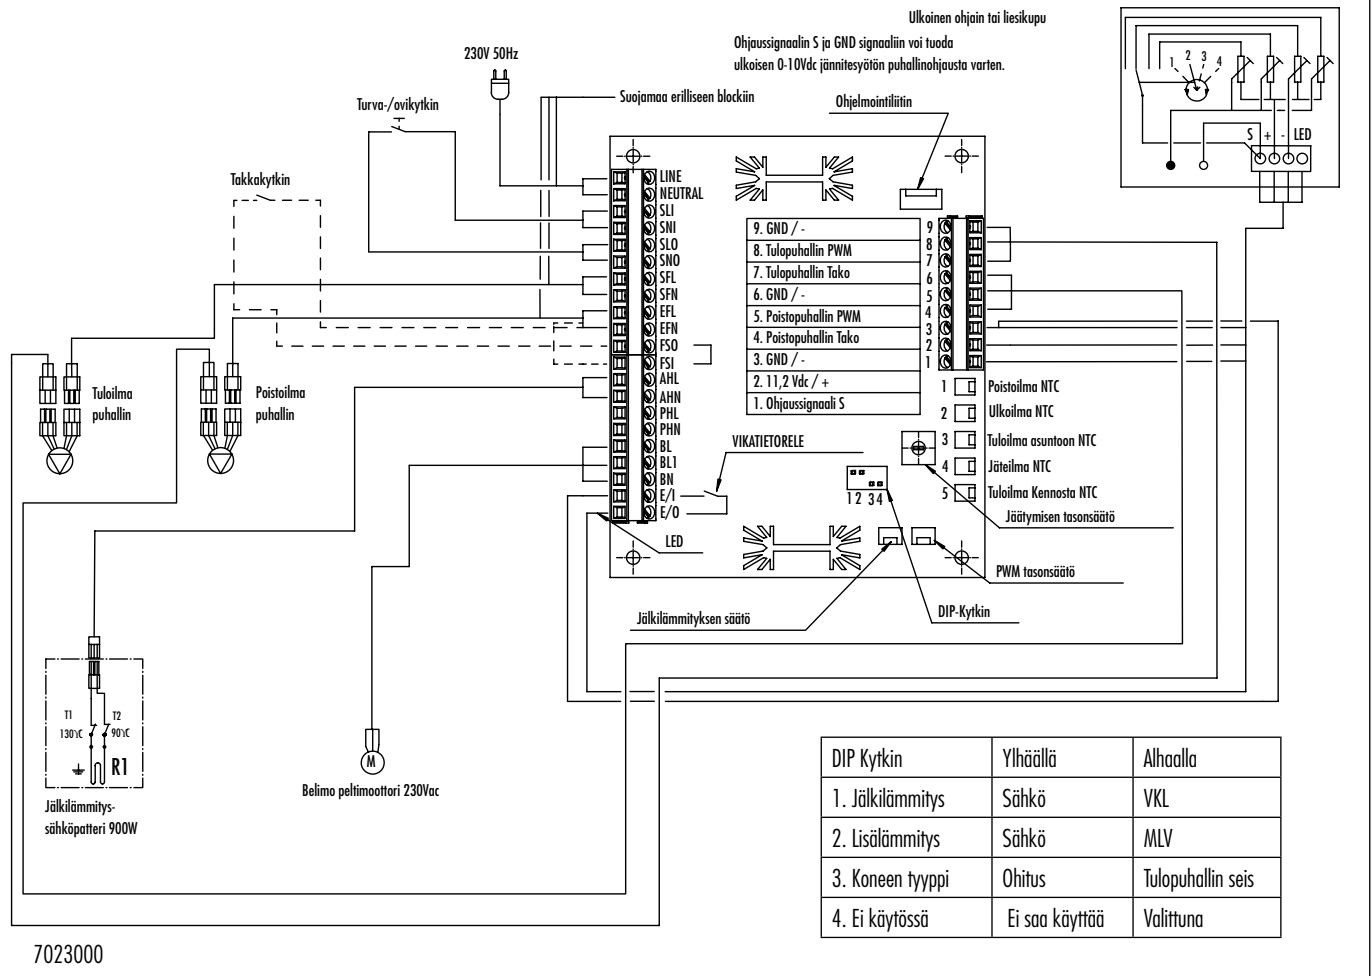 Ulkoinen ohjain tai liesikupu
Ohjaussignaalin S ja GND signaaliin voi tuoda
ulkoisen 0-10Vdc jännitesyötön puhallinohjausta varten.
230V 50Hz
Suojamaa erilliseen blockiin
Turva-/ovikytkin
Ohjelmointiliitin
Takkakytkin
1 2 3 4
S + - LED
LINE
NEUTRAL
SLI
SNI
SLO
SNO
SFL
SFN
EFL
EFN
FSO
FSI
AHL
AHN
PHL
PHN
BL
BL1
BN
E/I
E/O
9. GND / -
8. Tulopuhallin PWM
7. Tulopuhallin Tako
6. GND / -
5. Poistopuhallin PWM
4. Poistopuhallin Tako
3. GND / -
2. 11,2 Vdc / +
1. Ohjaussignaali S
9
8
7
6
5
4
3
2
1
1 Poistoilma NTC
2 Ulkoilma NTC
3 Tuloilma asuntoon NTC
4 Jäteilma NTC
5 Tuloilma Kennosta NTC
Tuloilma
puhallin
Poistoilma
puhallin
VIKATIETORELE
1 2 3 4
Jäätymisen tasonsäätö
LED
PWM tasonsäätö
DIP-Kytkin
Jälkilämmityksen säätö
T1
130°C
T2
90°C
R1
Jälkilämmitys-
sähköpatteri 900W
M
Belimo peltimoottori 230Vac
DIP Kytkin Ylhäällä Alhaalla
1. Jälkilämmitys Sähkö VKL
2. Lisälämmitys Sähkö MLV
3. Koneen tyyppi Ohitus Tulopuhallin seis
4. Ei käytössä Ei saa käyttää Valittuna
7023000